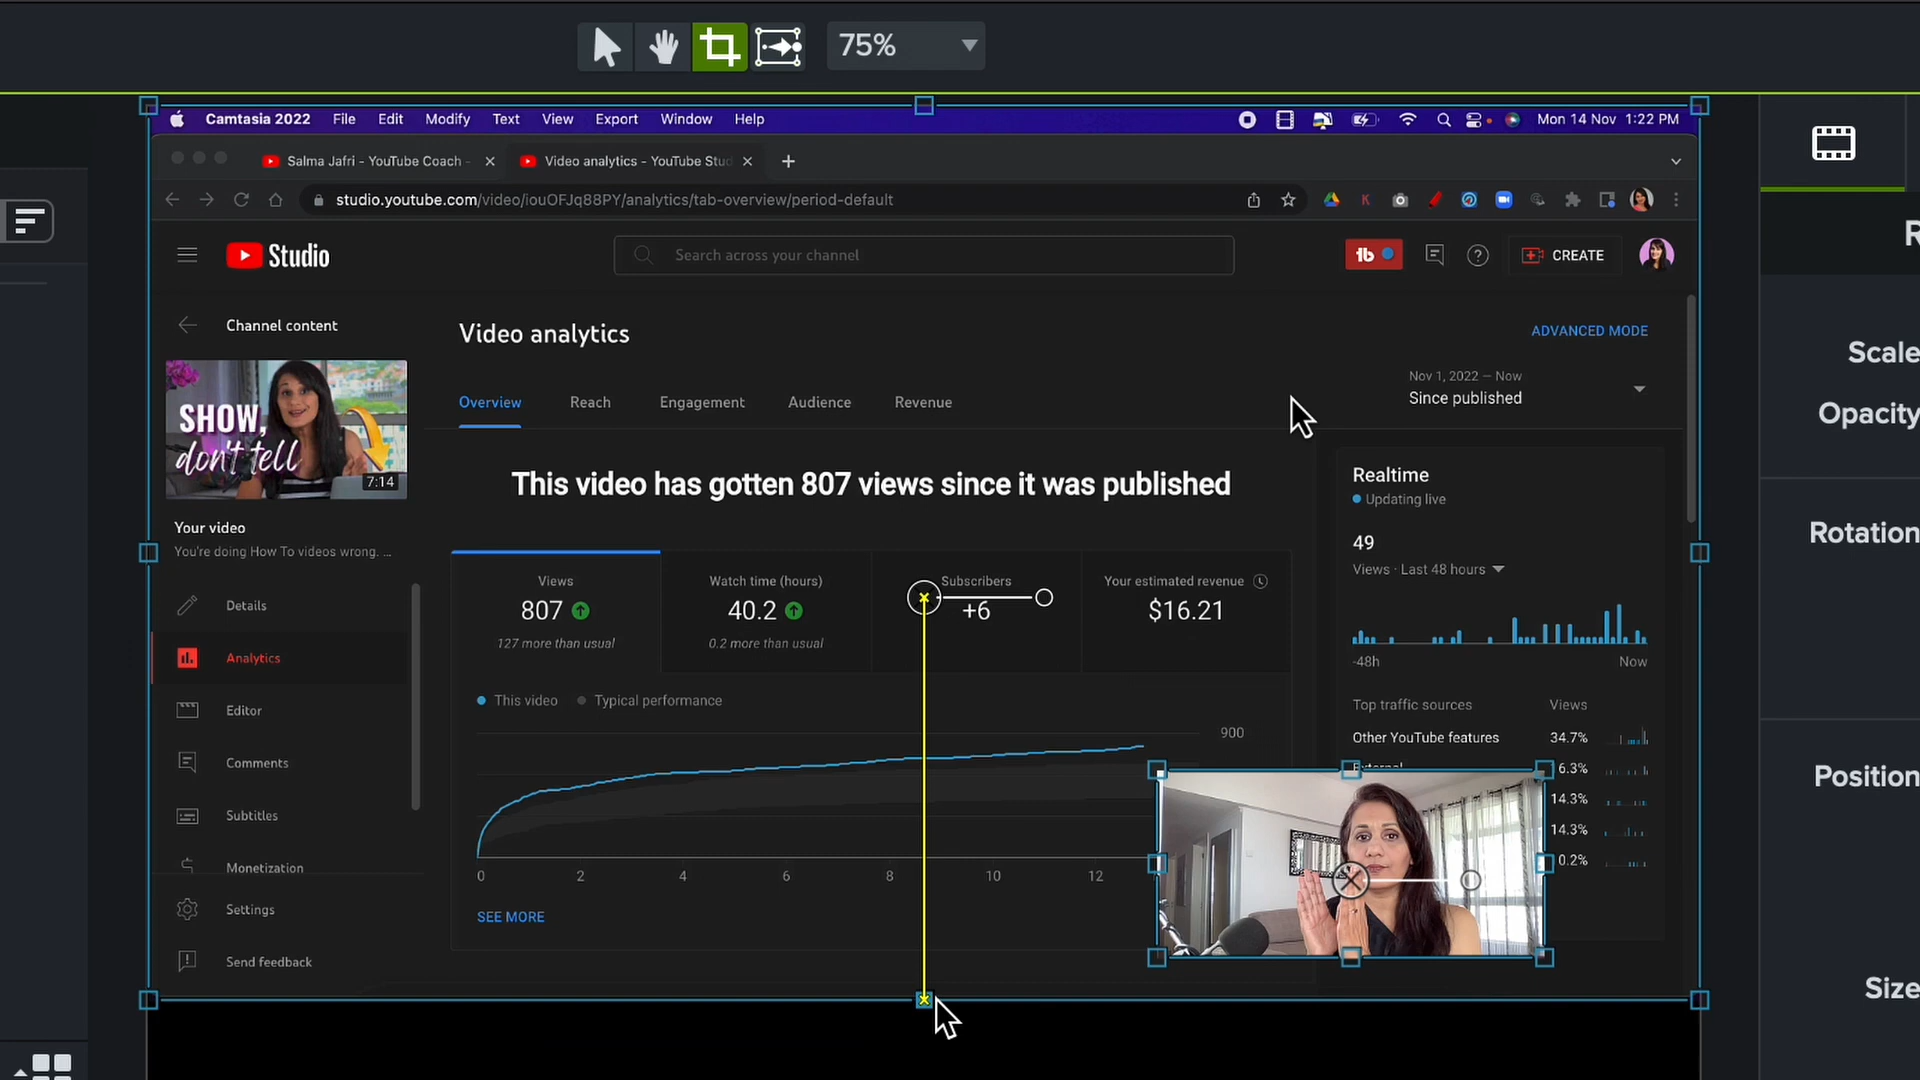 75%
Camtasia 2022 File Edit Modify Text View Export Window Help Mon 14 Nov 1:22 PM
Salma Jafri - YouTube Coach - Video analytics - YouTube Stud
studio.youtube.com/video/iouOFJq88PY/analytics/tab-overview/period-default
Studio Search across your channel tb CREATE
Channel content
SHOW,
don't tell
7:14
Your video
You're doing How To videos wrong. ...
Details
Analytics
Editor
Comments
Subtitles
Monetization
Settings
Send feedback
Video analytics
ADVANCED MODE
Overview Reach Engagement Audience Revenue
Nov 1, 2022 – Now
Since published
This video has gotten 807 views since it was published
Views
807
127 more than usual
Watch time (hours)
40.2
0.2 more than usual
Subscribers
+6
Your estimated revenue
$16.21
This video Typical performance
900
0 2 4 6 8 10 12
SEE MORE
Realtime
Updating live
49
Views · Last 48 hours
-48h Now
Top traffic sources Views
Other YouTube features 34.7%
External 6.3%
14.3%
14.3%
0.2%
R
Scale
Opacity
Rotation
Position
Size